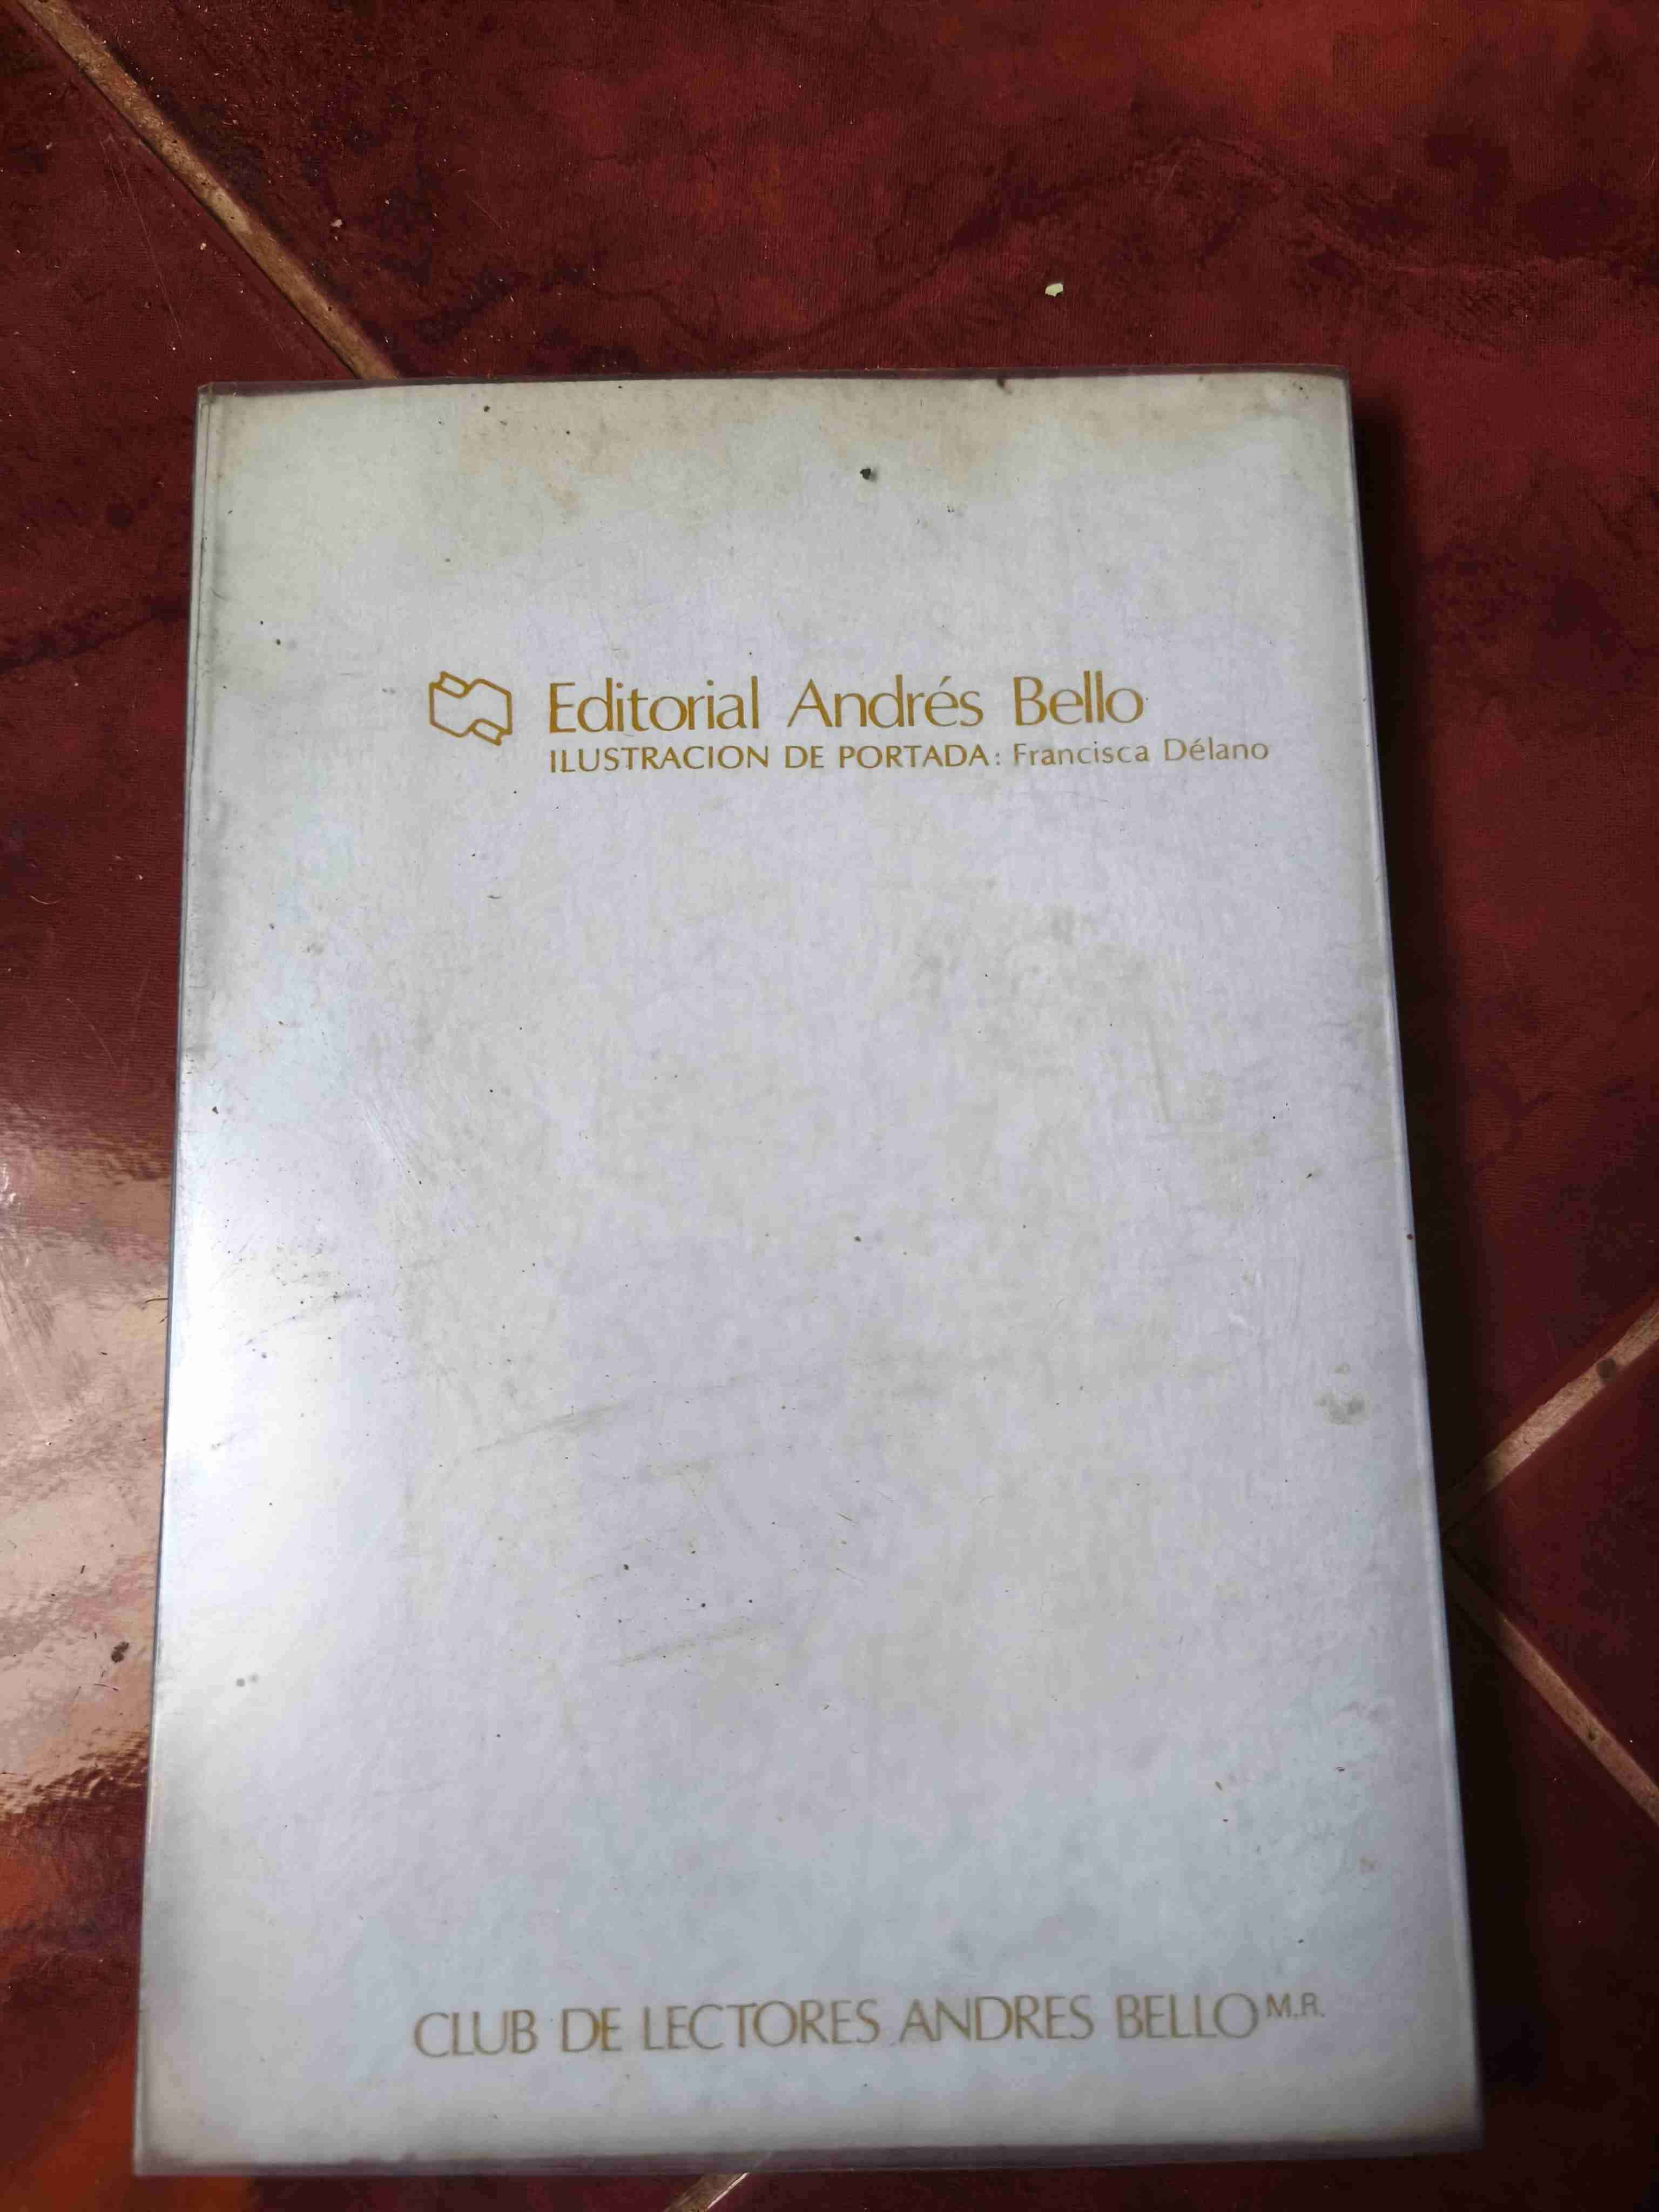 Editorial Andrés Bello
ILUSTRACION DE PORTADA: Francisca Délano
CLUB DE LECTORES ANDRES BELLO M.R.